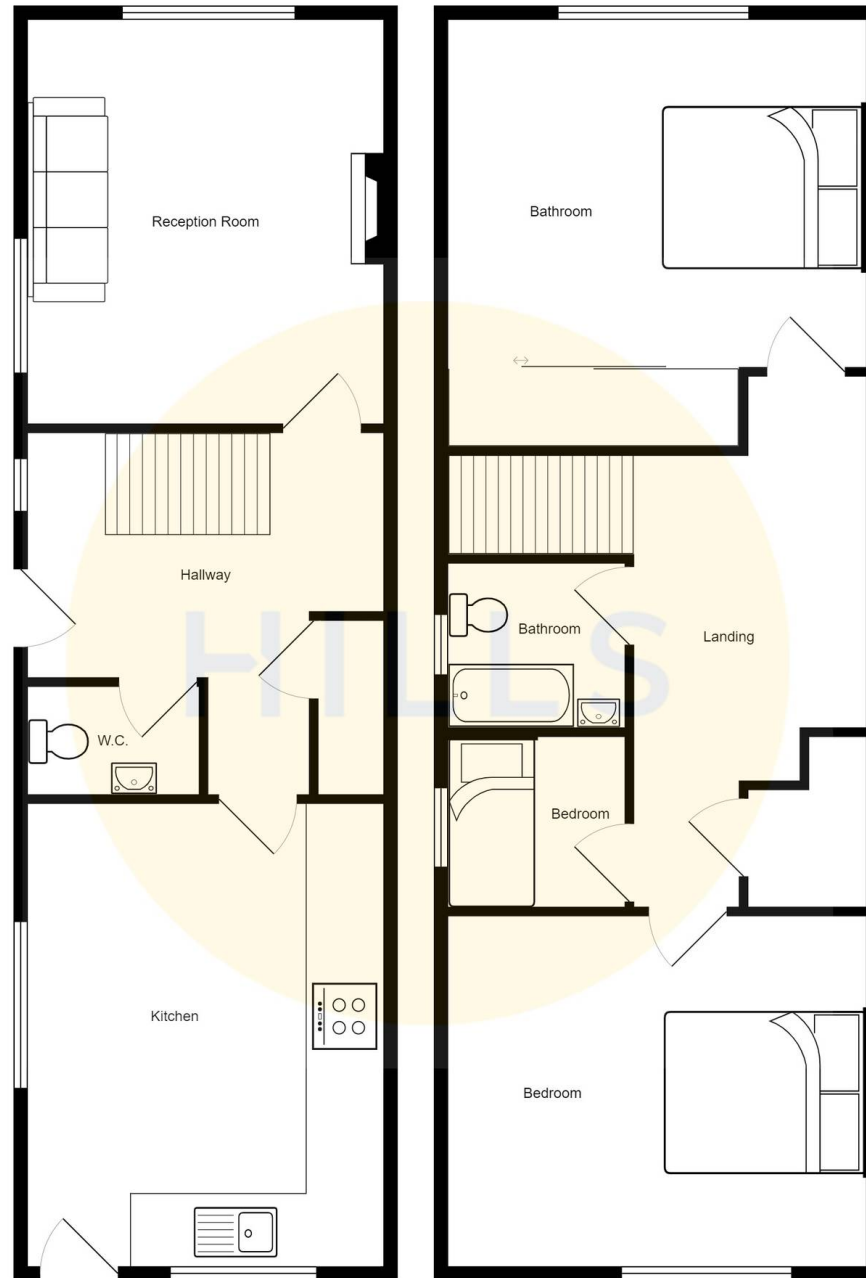 Reception Room
Hallway
W.C.
Kitchen
Bathroom
Bathroom
Landing
Bedroom
Bedroom
HILLS